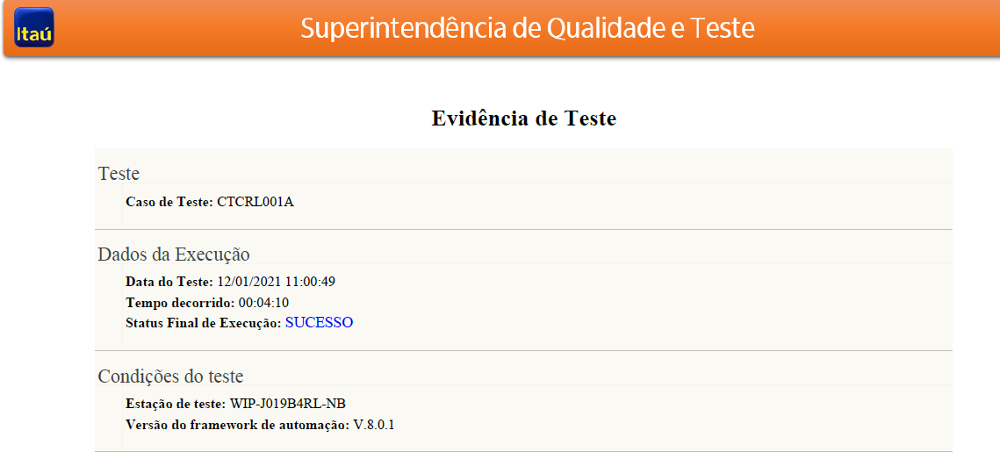 Itaú
Superintendência de Qualidade e Teste
Evidência de Teste
Teste
Caso de Teste: CTCRL001A
Dados da Execução
Data do Teste: 12/01/2021 11:00:49
Tempo decorrido: 00:04:10
Status Final de Execução: SUCESSO
Condições do teste
Estação de teste: WIP-J019B4RL-NB
Versão do framework de automação: V.8.0.1